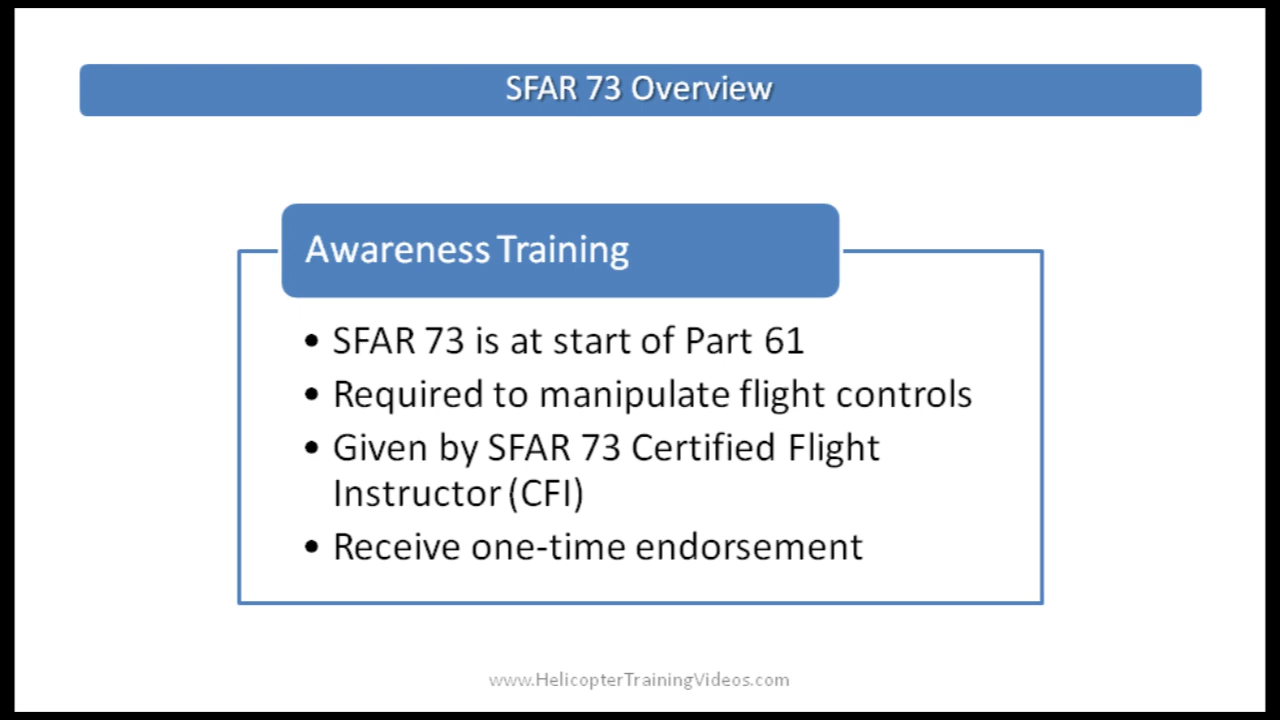 SFAR 73 Overview
Awareness Training
• SFAR 73 is at start of Part 61
• Required to manipulate flight controls
• Given by SFAR 73 Certified Flight
Instructor (CFI)
• Receive one-time endorsement
www.HelicopterTrainingVideos.com